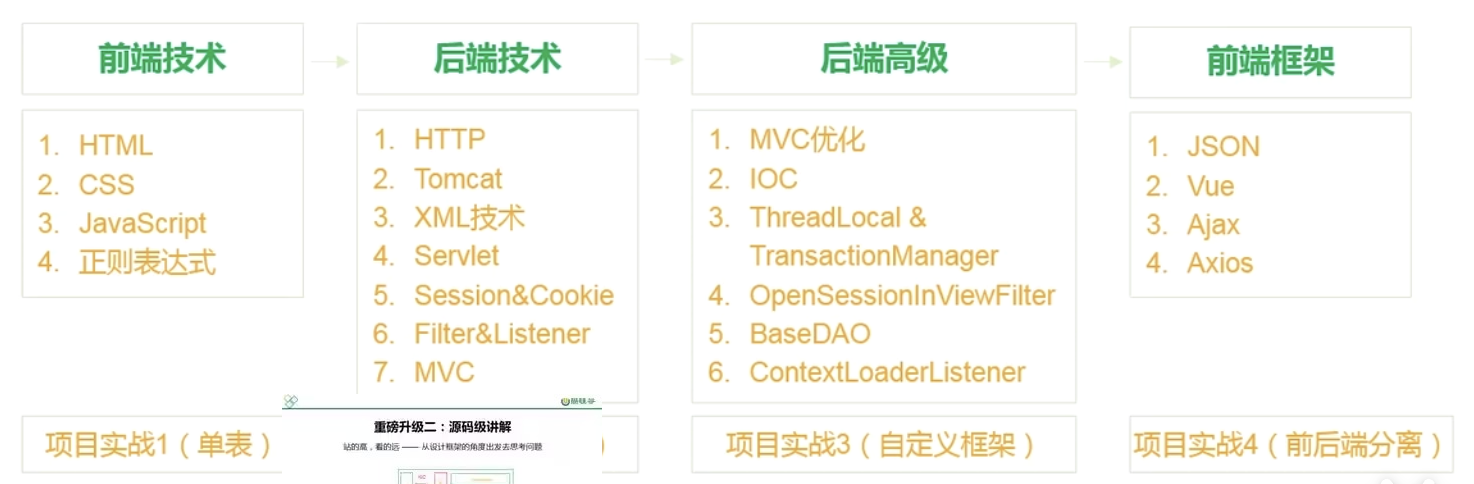 前端技术
后端技术
后端高级
前端框架
1. HTML
2. CSS
3. JavaScript
4. 正则表达式
1. HTTP
2. Tomcat
3. XML技术
4. Servlet
5. Session&Cookie
6. Filter&Listener
7. MVC
1. MVC优化
2. IOC
3. ThreadLocal &
TransactionManager
4. OpenSessionInViewFilter
5. BaseDAO
6. ContextLoaderListener
1. JSON
2. Vue
3. Ajax
4. Axios
项目实战1（单表）
）
项目实战3（自定义框架）
项目实战4（前后端分离）
重磅升级二：源码级讲解
站的高，看的远 —— 从设计框架的角度出发去思考问题